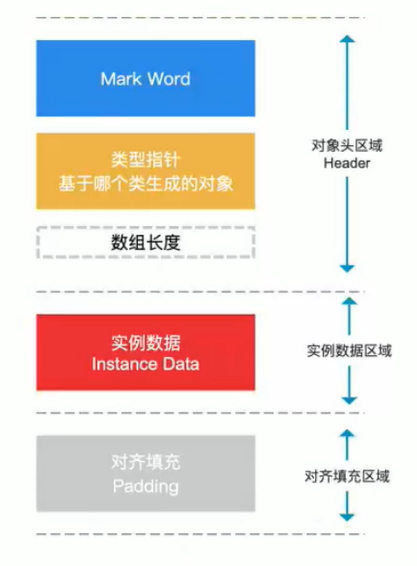 Mark Word
类型指针
基于哪个类生成的对象
数组长度
对象头区域
Header
实例数据
Instance Data
实例数据区域
对齐填充
Padding
对齐填充区域